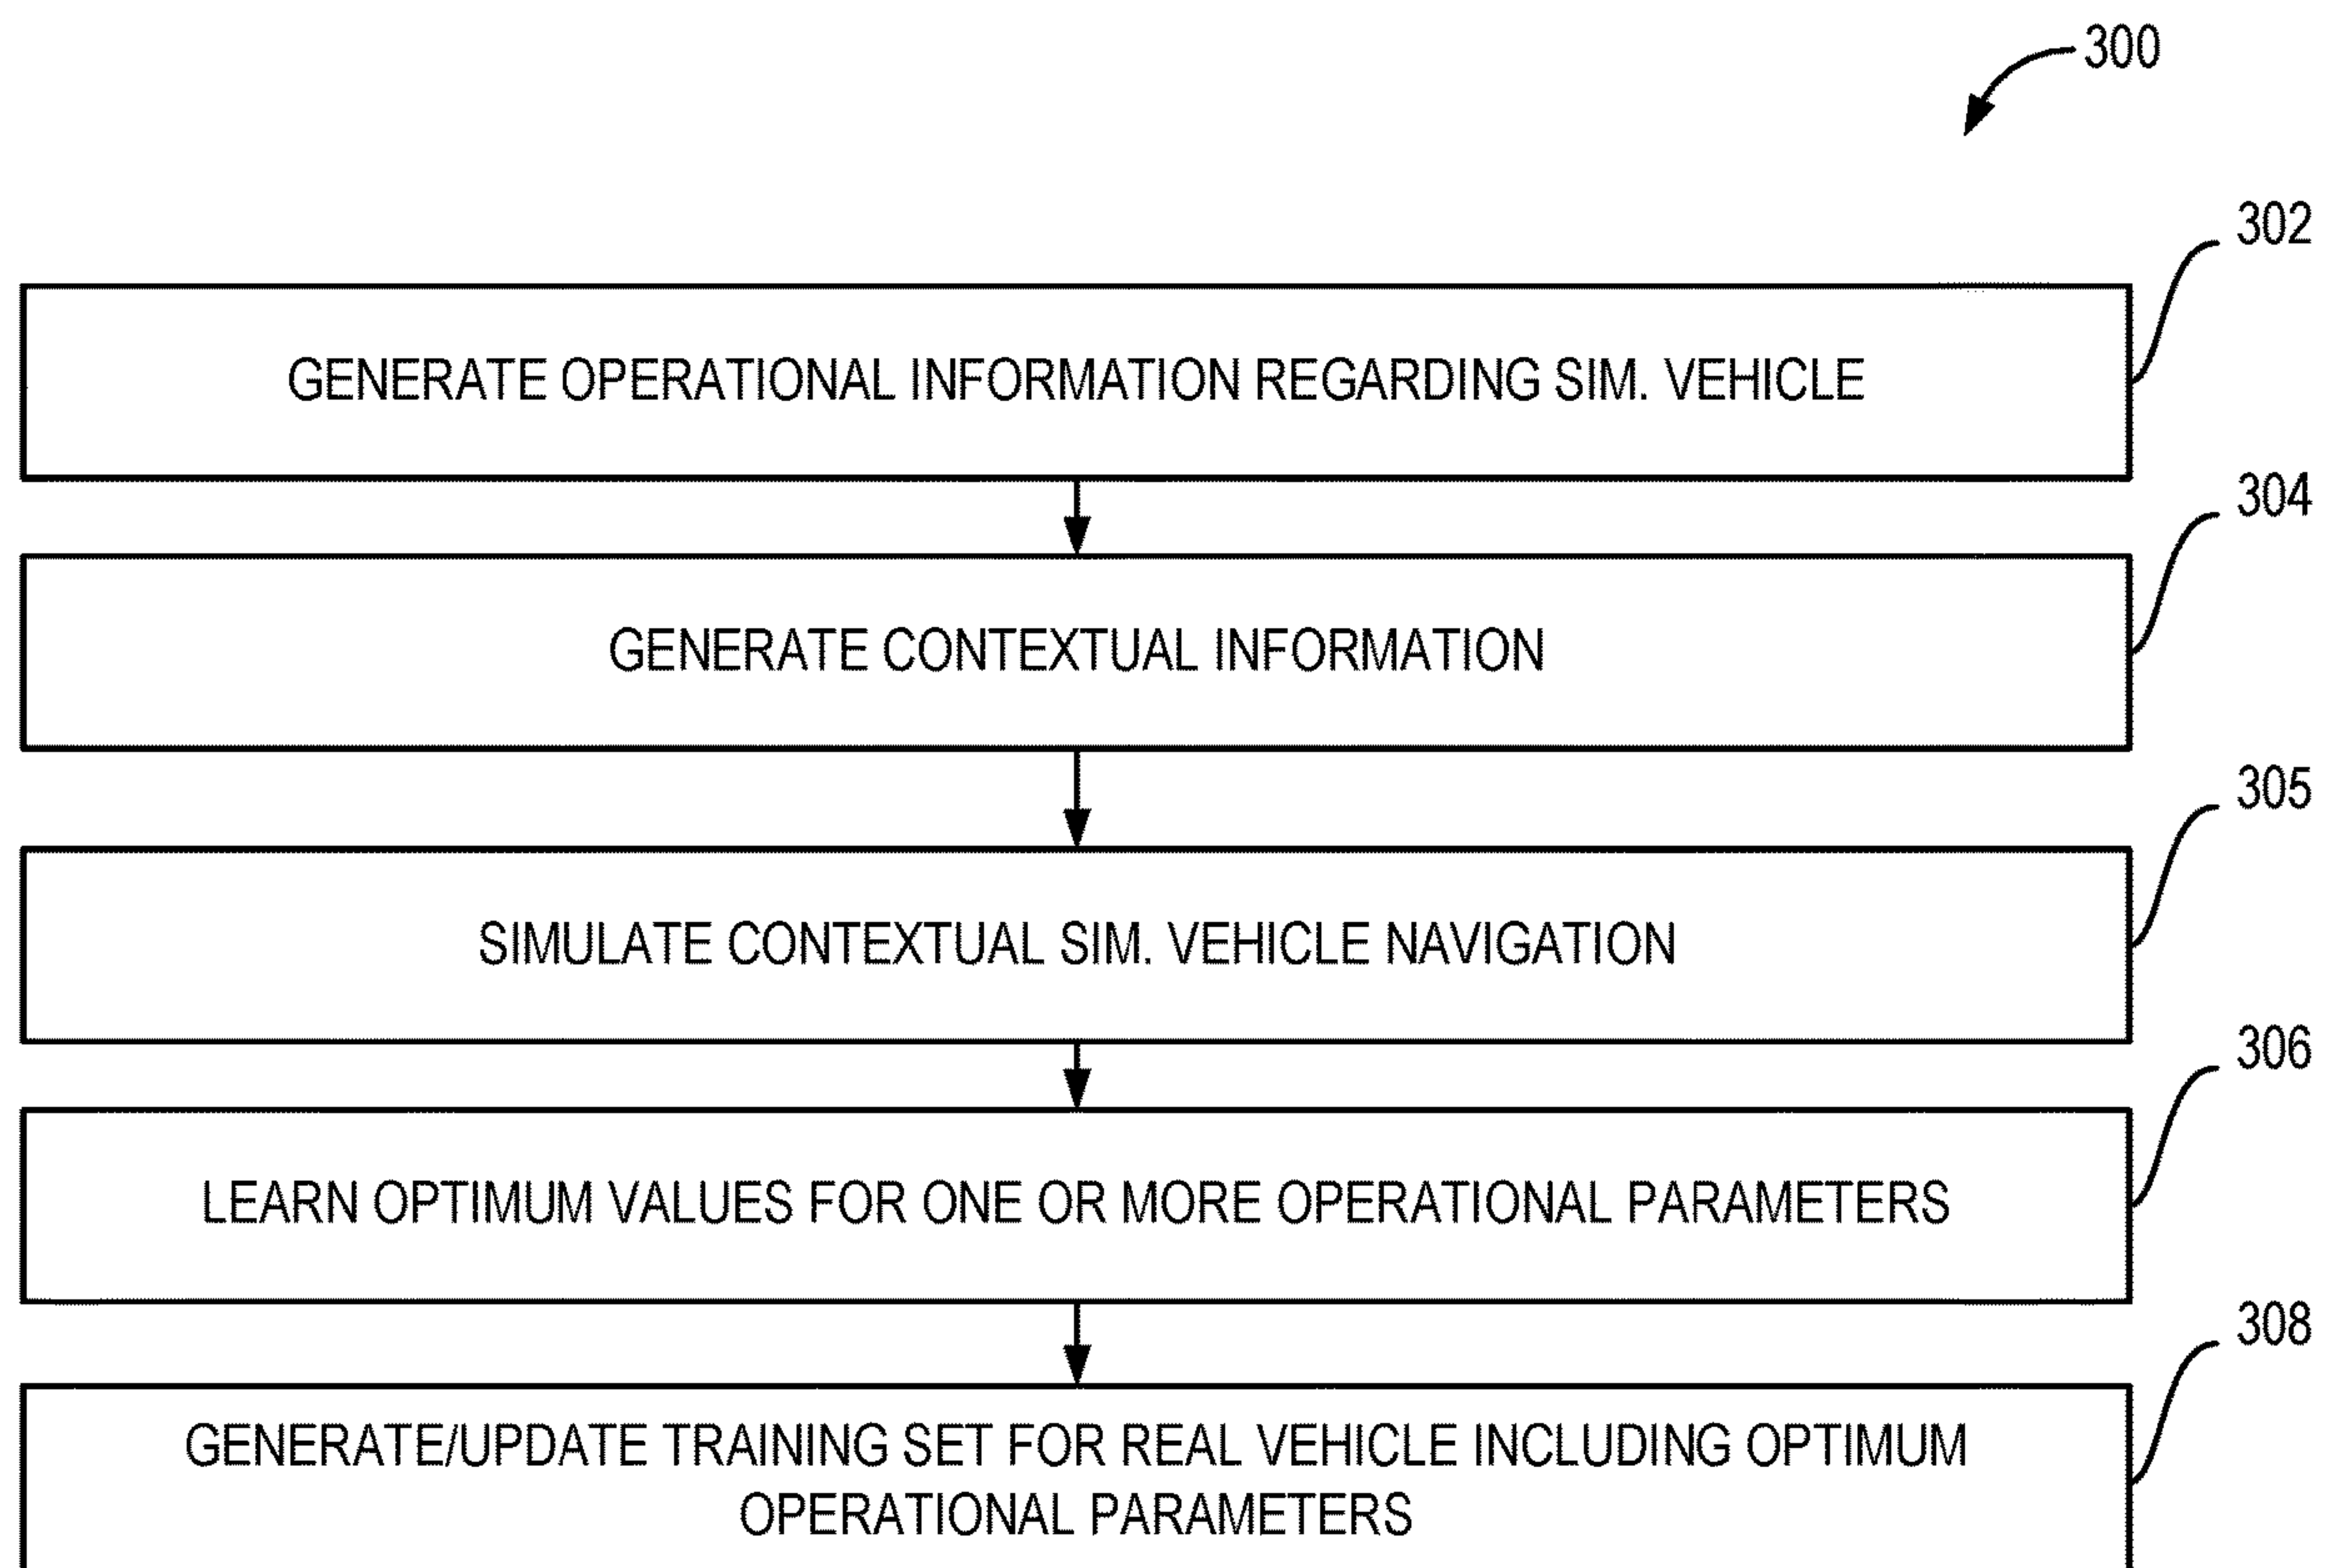 300
302
GENERATE OPERATIONAL INFORMATION REGARDING SIM. VEHICLE
304
GENERATE CONTEXTUAL INFORMATION
305
SIMULATE CONTEXTUAL SIM. VEHICLE NAVIGATION
306
LEARN OPTIMUM VALUES FOR ONE OR MORE OPERATIONAL PARAMETERS
308
GENERATE/UPDATE TRAINING SET FOR REAL VEHICLE INCLUDING OPTIMUM
OPERATIONAL PARAMETERS